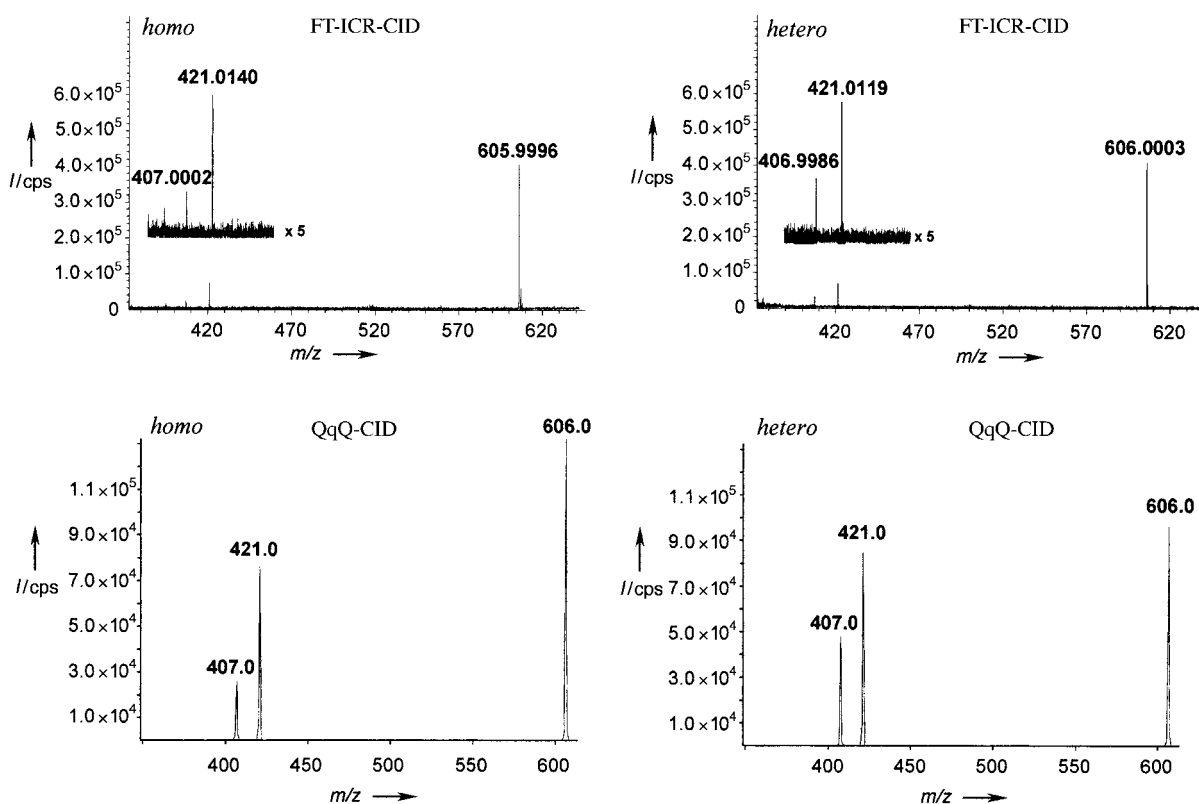 homo FT-ICR-CID
421.0140
6.0×10⁵
5.0×10⁵
605.9996
4.0×10⁵
407.0002
I/cps
3.0×10⁵
x 5
2.0×10⁵
1.0×10⁵
0
420 470 520 570 620
m/z
hetero FT-ICR-CID
421.0119
6.0×10⁵
5.0×10⁵
606.0003
406.9986
4.0×10⁵
I/cps
3.0×10⁵
x 5
2.0×10⁵
1.0×10⁵
0
420 470 520 570 620
m/z
homo QqQ-CID
606.0
1.1×10⁵
9.0×10⁴
421.0
I/cps
7.0×10⁴
5.0×10⁴
407.0
3.0×10⁴
1.0×10⁴
400 450 500 550 600
m/z
hetero QqQ-CID
606.0
1.1×10⁵
421.0
9.0×10⁴
I/cps
7.0×10⁴
407.0
5.0×10⁴
3.0×10⁴
1.0×10⁴
400 450 500 550 600
m/z